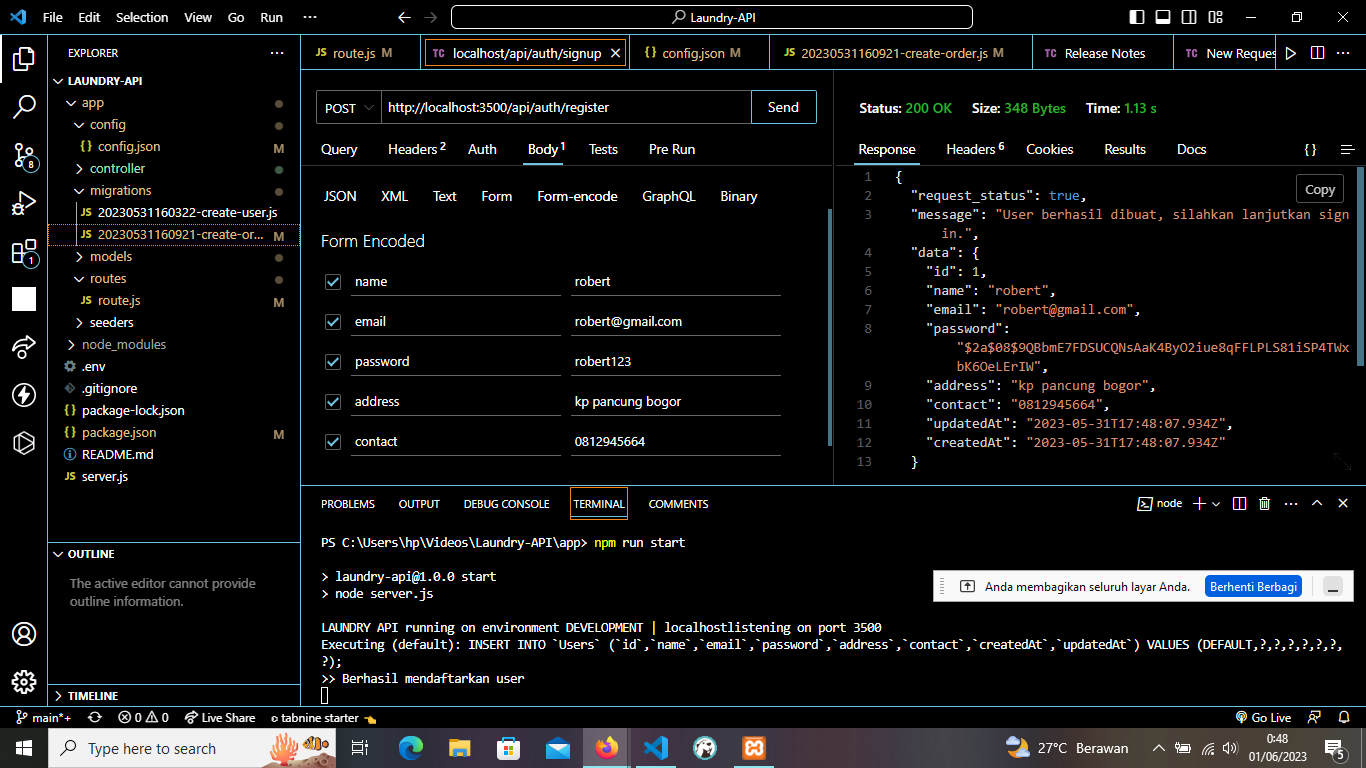 File Edit Selection View Go Run ··· Laundry-API
EXPLORER ···
LAUNDRY-API
app
config
{} config.json M
controller
migrations
JS 20230531160322-create-user.js
JS 20230531160921-create-or... M
models
routes
JS route.js M
seeders
node_modules
.env
.gitignore
{} package-lock.json
{} package.json M
README.md
JS server.js
OUTLINE
The active editor cannot provide
outline information.
TIMELINE
8
1
JS route.js M TC localhost/api/auth/signup {} config.json M JS 20230531160921-create-order.js M TC Release Notes TC New Reques ···
POST http://localhost:3500/api/auth/register Send
Query Headers 2 Auth Body 1 Tests Pre Run
JSON XML Text Form Form-encode GraphQL Binary
Form Encoded
name robert
email robert@gmail.com
password robert123
address kp pancung bogor
contact 0812945664
Status: 200 OK Size: 348 Bytes Time: 1.13 s
Response Headers 6 Cookies Results Docs {}
Copy
1 {
2 "request_status": true,
3 "message": "User berhasil dibuat, silahkan lanjutkan sign
in.",
4 "data": {
5 "id": 1,
6 "name": "robert",
7 "email": "robert@gmail.com",
8 "password":
"$2a$08$9QBbmE7FDSUCQNsAaK4ByO2iue8qFFLPLS81iSP4TWx
bK6OeLErIW",
9 "address": "kp pancung bogor",
10 "contact": "0812945664",
11 "updatedAt": "2023-05-31T17:48:07.934Z",
12 "createdAt": "2023-05-31T17:48:07.934Z"
13 }
PROBLEMS OUTPUT DEBUG CONSOLE TERMINAL COMMENTS node ···
PS C:\Users\hp\Videos\Laundry-API\app> npm run start
> laundry-api@1.0.0 start
> node server.js
LAUNDRY API running on environment DEVELOPMENT | localhostlistening on port 3500
Executing (default): INSERT INTO `Users` (`id`,`name`,`email`,`password`,`address`,`contact`,`createdAt`,`updatedAt`) VALUES (DEFAULT,?,?,?,?,?,?,
?);
>> Berhasil mendaftarkan user
Anda membagikan seluruh layar Anda. Berhenti Berbagi
main*+ 0 0 Live Share tabnine starter Go Live
Type here to search 27°C Berawan 0:48
01/06/2023 5